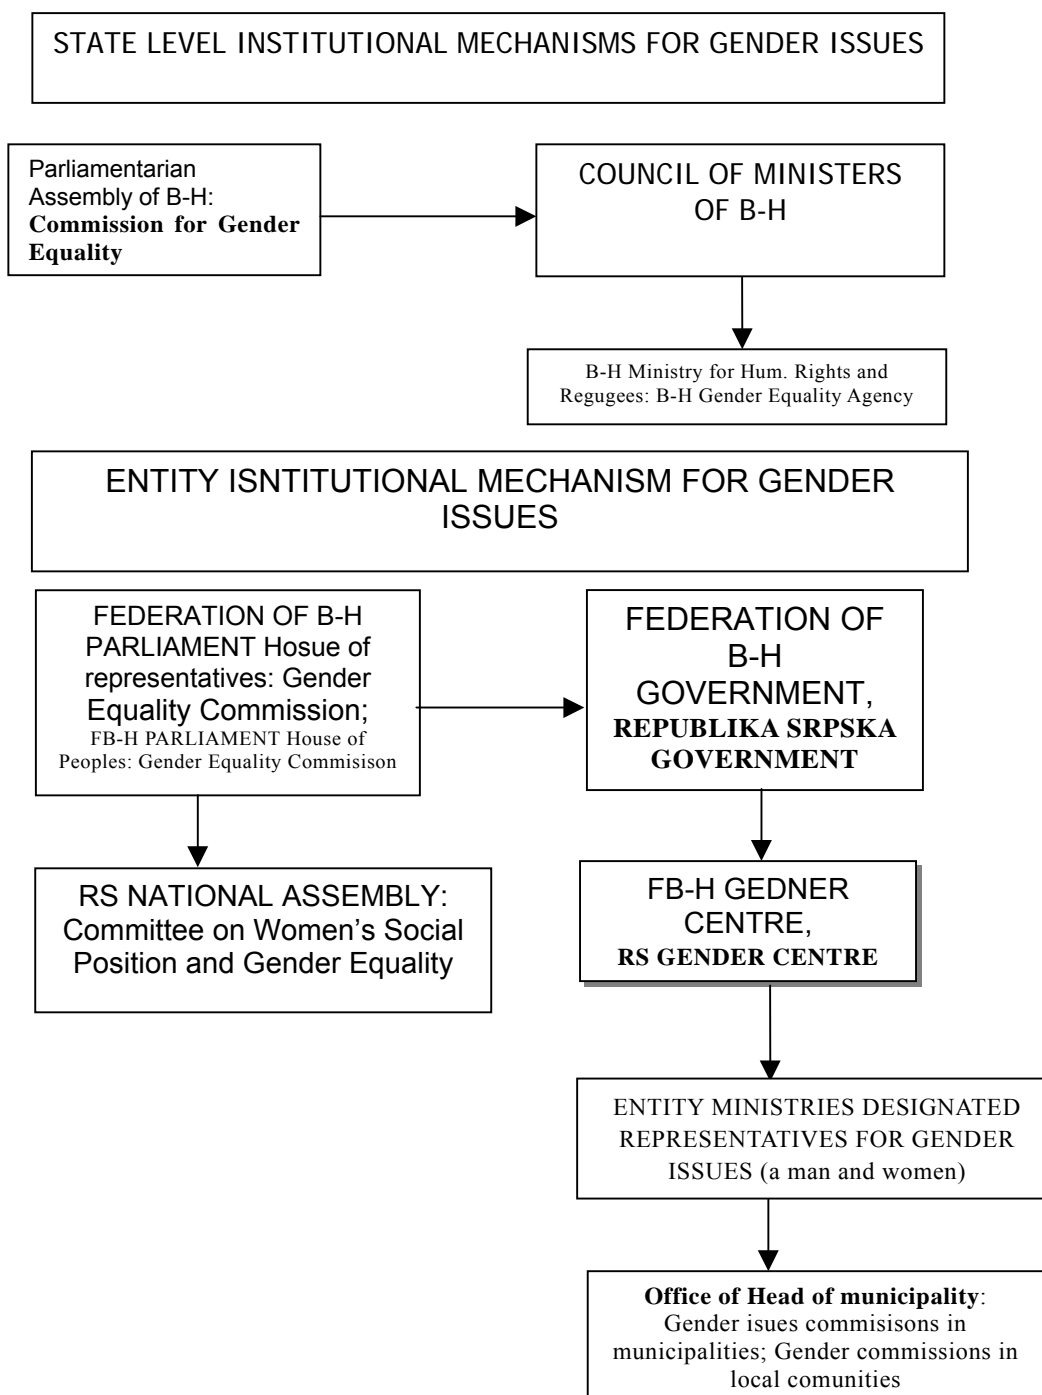 STATE LEVEL INSTITUTIONAL MECHANISMS FOR GENDER ISSUES
Parliamentarian
Assembly of B-H:
Commission for Gender
Equality
COUNCIL OF MINISTERS
OF B-H
B-H Ministry for Hum. Rights and
Regugees: B-H Gender Equality Agency
ENTITY ISNTITUTIONAL MECHANISM FOR GENDER
ISSUES
FEDERATION OF B-H
PARLIAMENT Hosue of
representatives: Gender
Equality Commission;
FB-H PARLIAMENT House of
Peoples: Gender Equality Commisison
FEDERATION OF
B-H
GOVERNMENT,
REPUBLIKA SRPSKA
GOVERNMENT
RS NATIONAL ASSEMBLY:
Committee on Women’s Social
Position and Gender Equality
FB-H GEDNER
CENTRE,
RS GENDER CENTRE
ENTITY MINISTRIES DESIGNATED
REPRESENTATIVES FOR GENDER
ISSUES (a man and women)
Office of Head of municipality:
Gender isues commisisons in
municipalities; Gender commissions in
local comunities